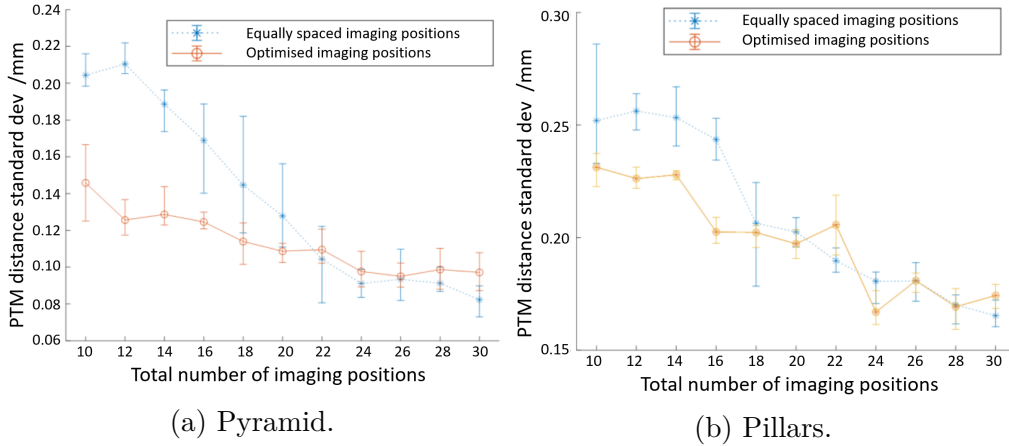 0.24
0.22
0.20
0.18
0.16
0.14
0.12
0.10
0.08
0.06
PTM distance standard dev /mm
Equally spaced imaging positions
Optimised imaging positions
10 12 14 16 18 20 22 24 26 28 30
Total number of imaging positions
(a) Pyramid.
0.30
0.25
0.20
0.15
PTM distance standard dev /mm
Equally spaced imaging positions
Optimised imaging positions
10 12 14 16 18 20 22 24 26 28 30
Total number of imaging positions
(b) Pillars.